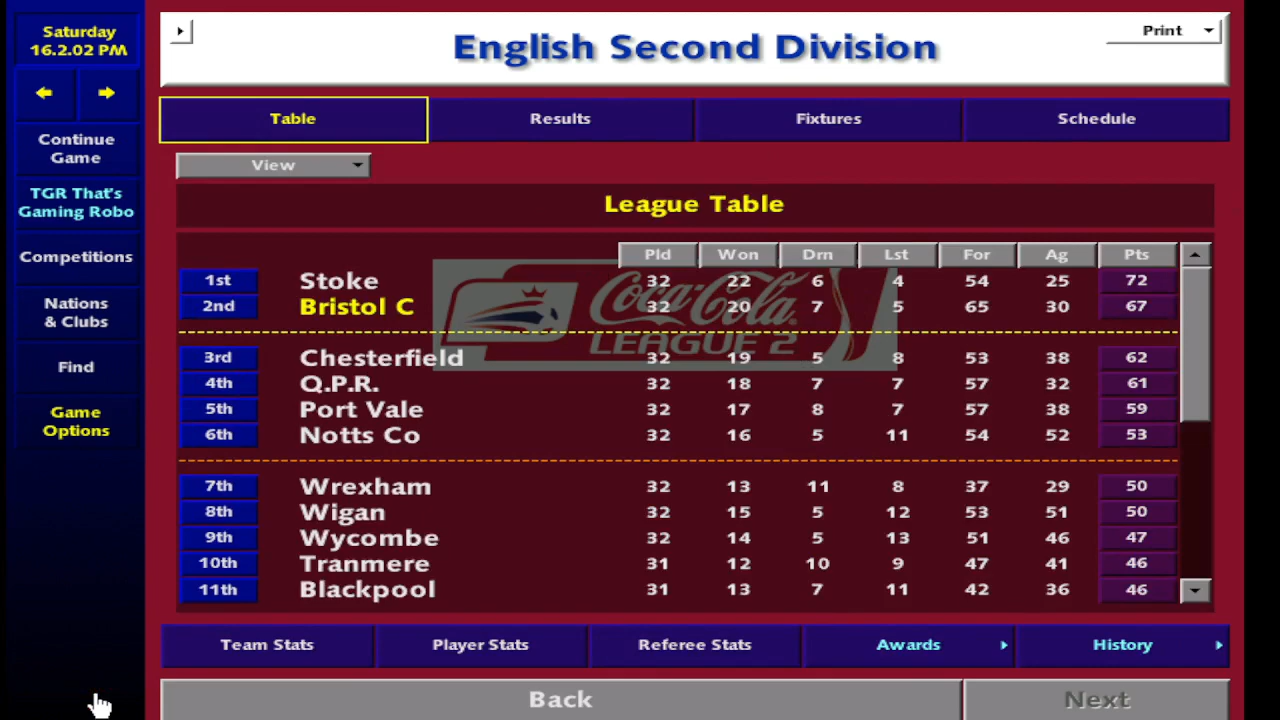 Saturday
16.2.02 PM
Continue
Game
TGR That's
Gaming Robo
Competitions
Nations
& Clubs
Find
Game
Options
English Second Division
Print
Table Results Fixtures Schedule
View
League Table
Pld Won Drn Lst For Ag Pts
Coca-Cola
LEAGUE 2
1st Stoke 32 22 6 4 54 25 72
2nd Bristol C 32 20 7 5 65 30 67
3rd Chesterfield 32 19 5 8 53 38 62
4th Q.P.R. 32 18 7 7 57 32 61
5th Port Vale 32 17 8 7 57 38 59
6th Notts Co 32 16 5 11 54 52 53
7th Wrexham 32 13 11 8 37 29 50
8th Wigan 32 15 5 12 53 51 50
9th Wycombe 32 14 5 13 51 46 47
10th Tranmere 31 12 10 9 47 41 46
11th Blackpool 31 13 7 11 42 36 46
Team Stats Player Stats Referee Stats Awards History
Back Next